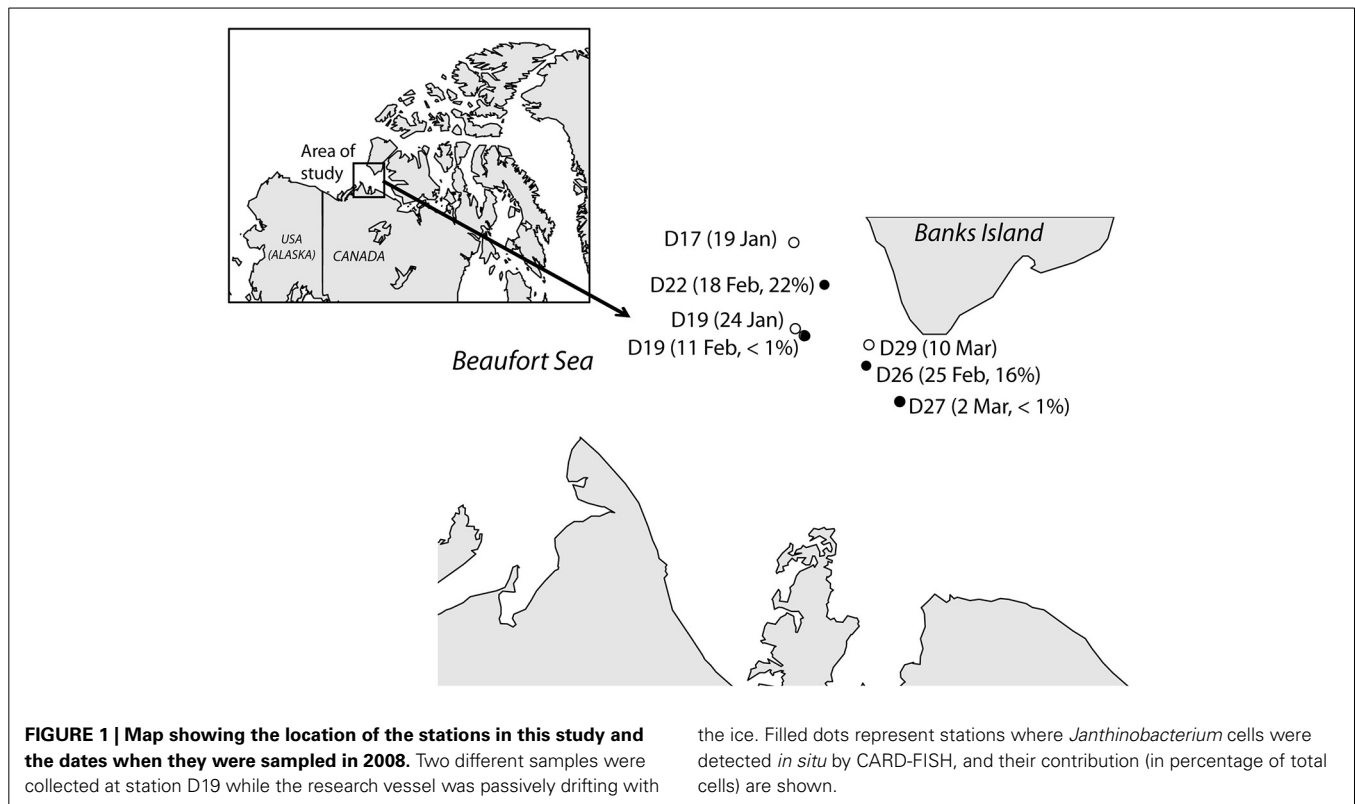 Area of
study
USA
(ALASKA)
CANADA
Banks Island
D17 (19 Jan)
D22 (18 Feb, 22%)
D19 (24 Jan)
D19 (11 Feb, < 1%)
Beaufort Sea
D29 (10 Mar)
D26 (25 Feb, 16%)
D27 (2 Mar, < 1%)
FIGURE 1 | Map showing the location of the stations in this study and
the dates when they were sampled in 2008. Two different samples were
collected at station D19 while the research vessel was passively drifting with
the ice. Filled dots represent stations where Janthinobacterium cells were
detected in situ by CARD-FISH, and their contribution (in percentage of total
cells) are shown.